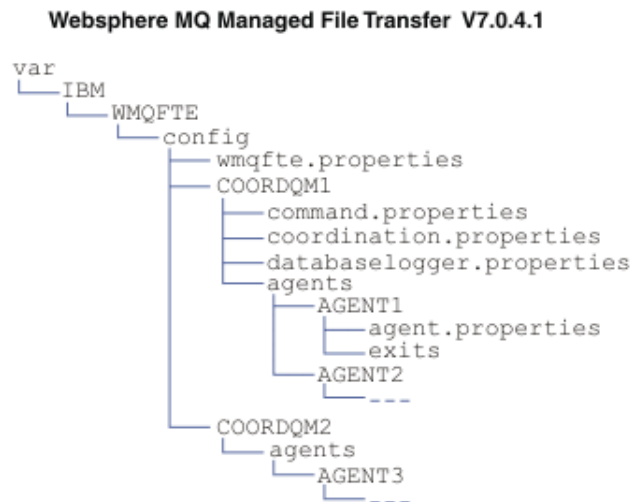 Websphere MQ Managed File Transfer V7.0.4.1
var
IBM
WMQFTE
config
wmqfte.properties
COORDQM1
command.properties
coordination.properties
databaselogger.properties
agents
AGENT1
agent.properties
exits
AGENT2
---
COORDQM2
agents
AGENT3
---